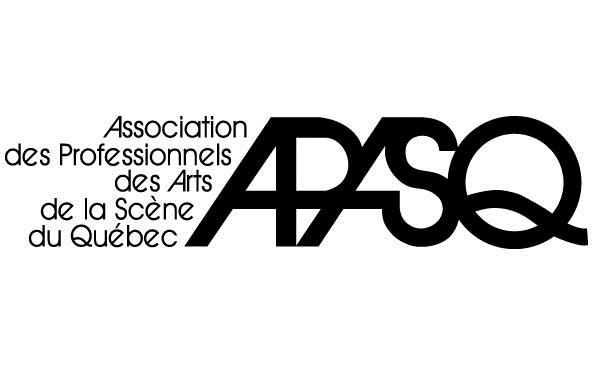 Association
des Professionnels
des Arts
de la Scène
du Québec
APASQ